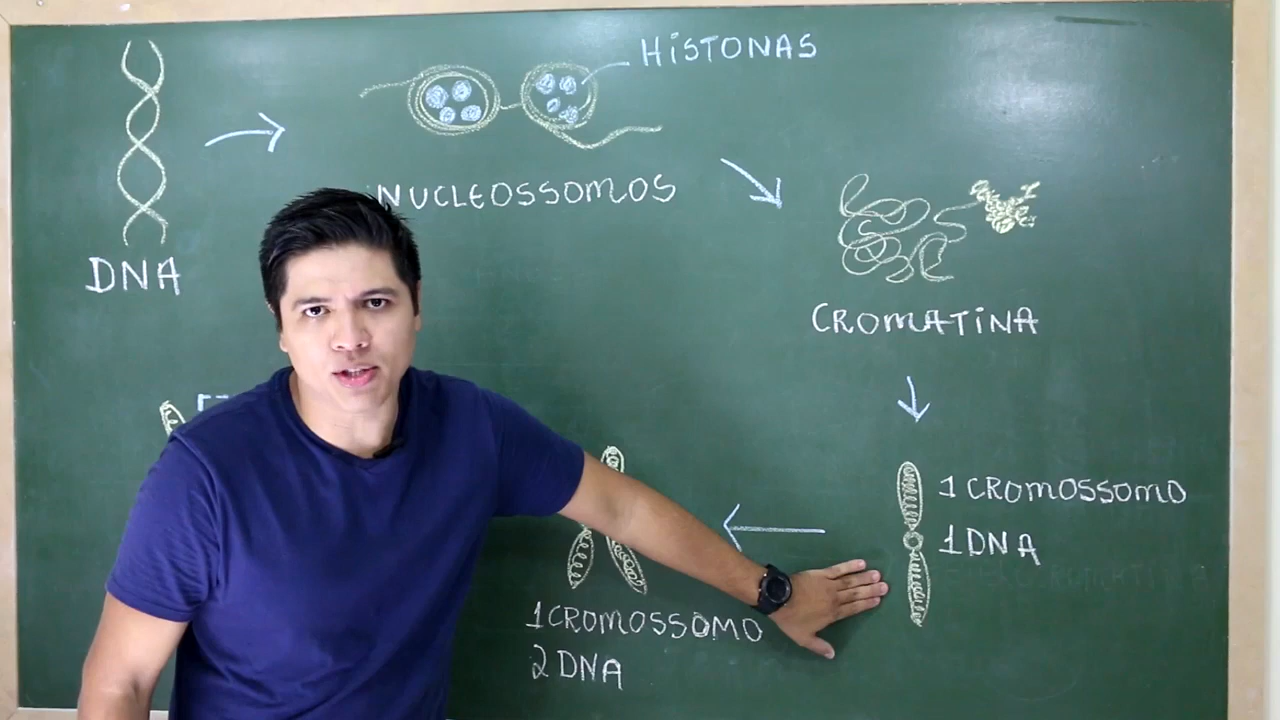 HISTONAS
NUCLEOSSOMOS
DNA
CROMATINA
1 CROMOSSOMO
1 DNA
1 CROMOSSOMO
2 DNA